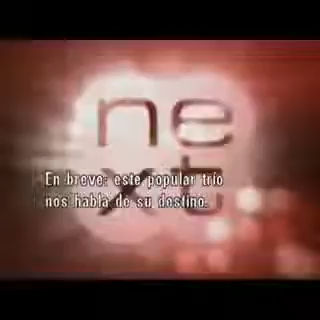 ne
xt
En breve: este popular trío
nos habla de su destino.